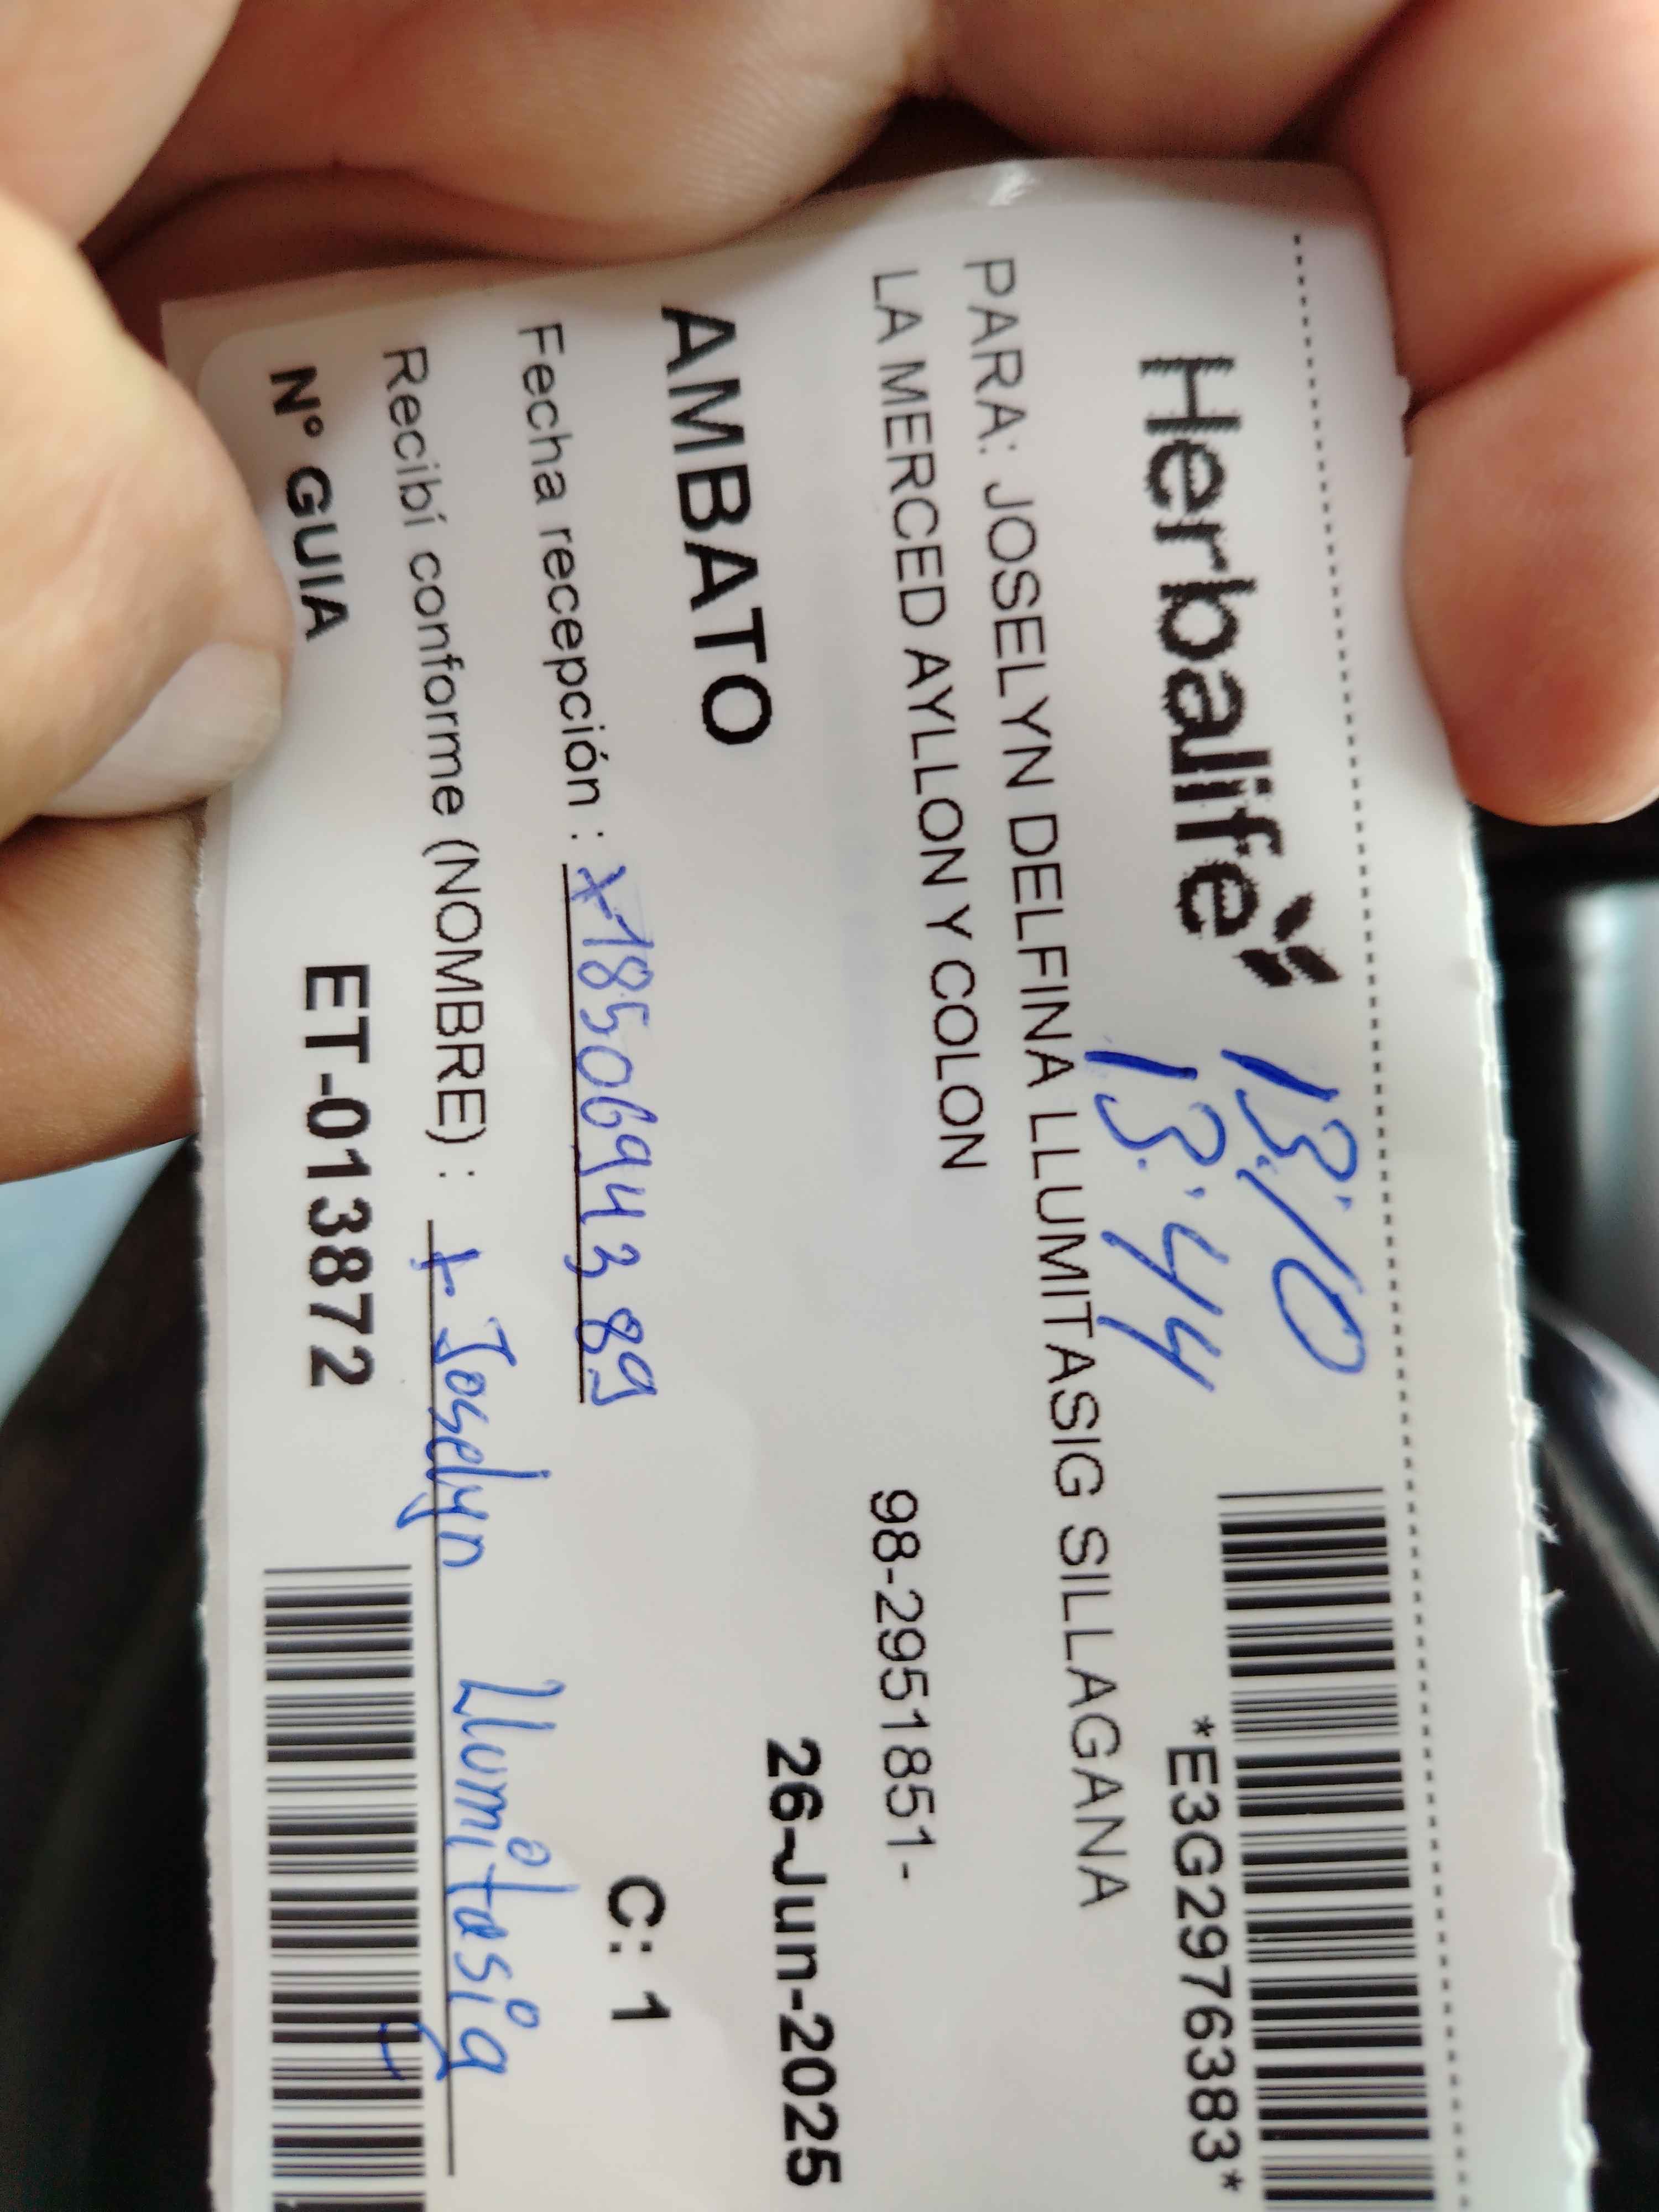 Herbalife
13:10
13:44
*E3G2976383*
PARA: JOSELYN DELFINA LLUMITASIG SILLAGANA
LA MERCED AYLLON Y COLON
98-2951851-
AMBATO
26-Jun-2025
Fecha recepción : x 1850694389
C: 1
Recibí conforme (NOMBRE) : x Joselyn Llumitasig
N° GUIA ET-013872